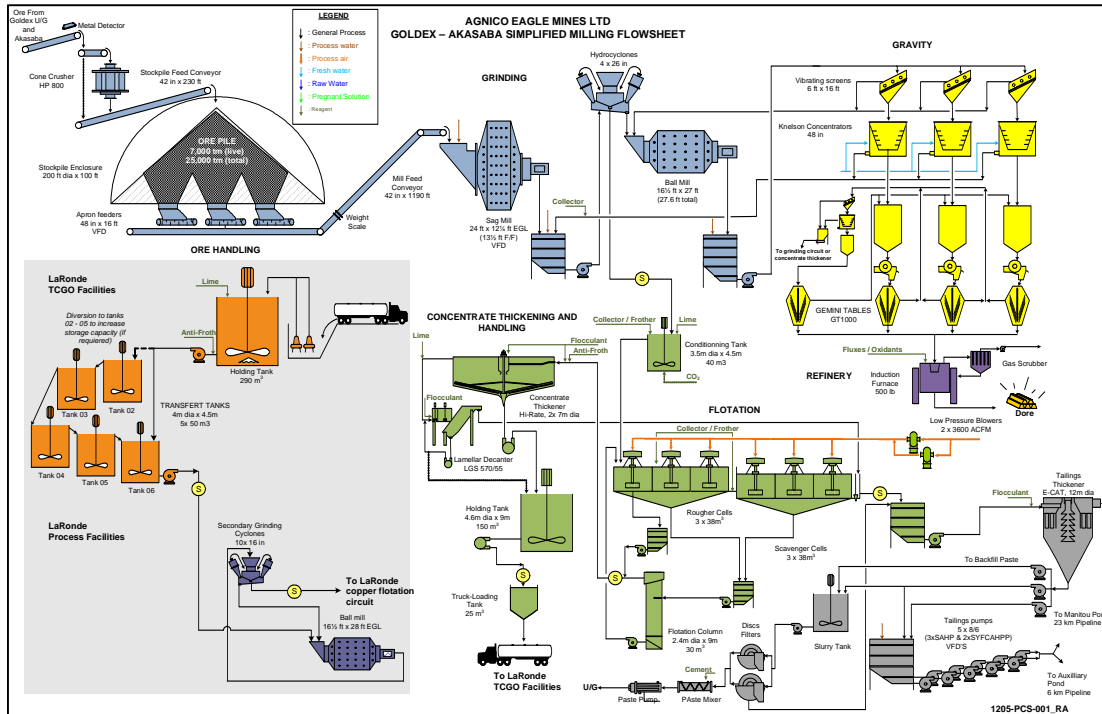 AGNICO EAGLE MINES LTD
GOLDEX – AKASABA SIMPLIFIED MILLING FLOWSHEET
Ore From
Goldex U/G
and
Akasaba
Metal Detector
Cone Crusher
HP 800
Stockpile Feed Conveyor
42 in x 230 ft
LEGEND
: General Process
: Process water
: Process air
: Fresh water
: Raw Water
: Pregnant Solution
: Reagent
ORE PILE
7,000 tm (live)
25,000 tm (total)
Stockpile Enclosure
200 ft dia x 100 ft
Apron feeders
48 in x 16 ft
VFD
Mill Feed
Conveyor
42 in x 1190 ft
Weight
Scale
ORE HANDLING
GRINDING
Hydrocyclones
4 x 26 in
Sag Mill
24 ft x 12¼ ft EGL
(13½ ft F/F)
VFD
Ball Mill
16½ ft x 27 ft
(27.6 ft total)
Collector
S
GRAVITY
Vibrating screens
6 ft x 16 ft
Knelson Concentrators
48 in
To grinding circuit or
concentrate thickener
GEMINI TABLES
GT1000
REFINERY
Fluxes / Oxidants
Induction
Furnace
500 lb
Gas Scrubber
Dore
LaRonde
TCGO Facilities
Lime
Diversion to tanks
02 - 05 to increase
storage capacity (if
requiered)
Anti-Froth
Holding Tank
290 m³
Tank 03
Tank 02
TRANSFERT TANKS
4m dia x 4.5m
5x 50 m3
Tank 04
Tank 05
Tank 06
S
LaRonde
Process Facilities
Secondary Grinding
Cyclones
10x 16 in
S
To LaRonde
copper flotation
circuit
Ball mill
16½ ft x 28 ft EGL
CONCENTRATE THICKENING AND
HANDLING
Lime
Flocculant
Anti-Froth
Concentrate
Thickener
Hi-Rate, 2x 7m dia
Flocculant
Lamellar Decanter
LGS 570/55
Holding Tank
4.6m dia x 9m
150 m³
S
Truck-Loading
Tank
25 m³
To LaRonde
TCGO Facilities
Collector / Frother
Lime
Conditioning Tank
3.5m dia x 4.5m
40 m3
CO₂
FLOTATION
Collector / Frother
Low Pressure Blowers
2 x 3600 ACFM
Rougher Cells
3 x 38m³
Scavenger Cells
3 x 38m³
S
S
Flotation Column
2.4m dia x 9m
30 m³
Flocculant
Tailings
Thickener
E-CAT, 12m dia
To Backfill Paste
To Manitou Pon
23 km Pipeline
Tailings pumps
5 x 8/6
(3xSAHP & 2xSYFCAHPP)
VFD'S
To Auxilliary
Pond
6 km Pipeline
Slurry Tank
Discs
Filters
Cement
PAste Mixer
Paste Pump
U/G
1205-PCS-001_RA